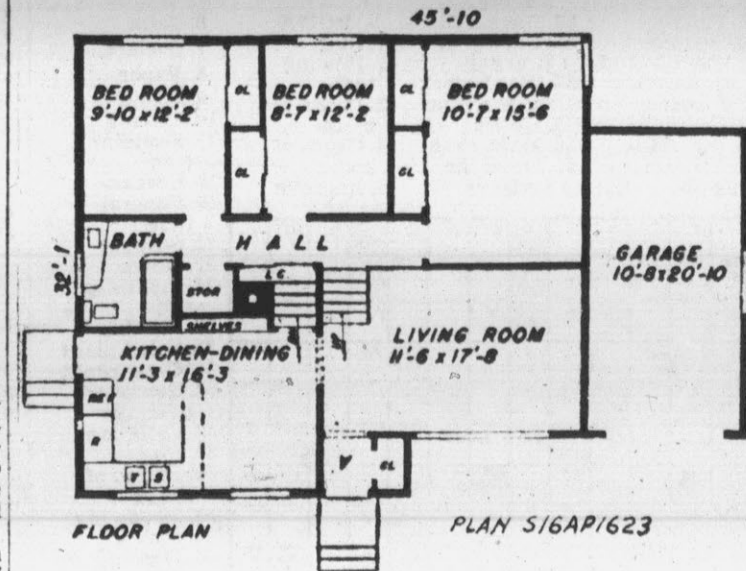 45'-10
BED ROOM
9'-10 x 12'-2
CL
CL
BED ROOM
8'-7 x 12'-2
CL
CL
BED ROOM
10'-7 x 15'-6
32'-1'
BATH
HALL
L C.
STOR
SHELVES
GARAGE
10'-8 x 20'-10
KITCHEN-DINING
11'-3 x 16'-3
LIVING ROOM
11'-6 x 17'-8
REF
R
T S
V
CL
FLOOR PLAN
PLAN S16AP1623